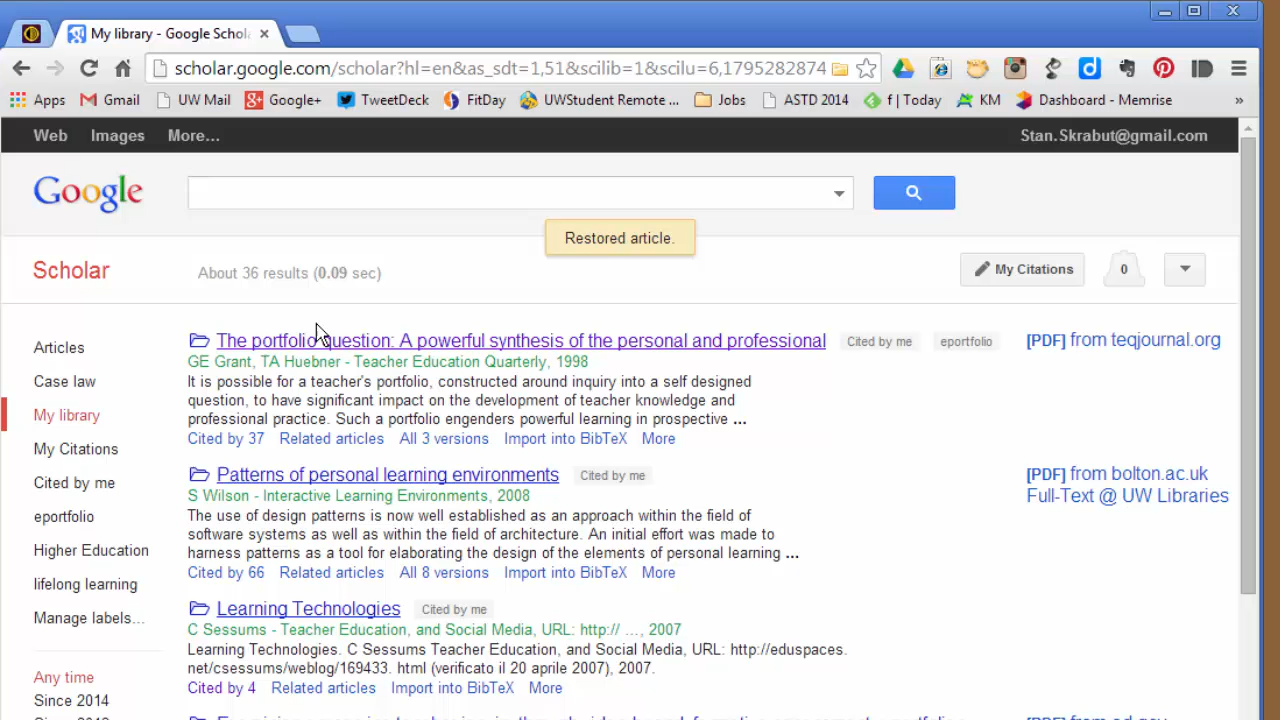 My library - Google Schola
scholar.google.com/scholar?hl=en&as_sdt=1,51&scilib=1&scilu=6,1795282874
Apps Gmail UW Mail Google+ TweetDeck FitDay UWStudent Remote ... Jobs ASTD 2014 f | Today KM Dashboard - Memrise »
Web Images More... Stan.Skrabut@gmail.com
Google
Restored article.
Scholar About 36 results (0.09 sec) My Citations 0
Articles
Case law
My library
My Citations
Cited by me
eportfolio
Higher Education
lifelong learning
Manage labels...
Any time
Since 2014
The portfolio question: A powerful synthesis of the personal and professional Cited by me eportfolio [PDF] from teqjournal.org
GE Grant, TA Huebner - Teacher Education Quarterly, 1998
It is possible for a teacher's portfolio, constructed around inquiry into a self designed
question, to have significant impact on the development of teacher knowledge and
professional practice. Such a portfolio engenders powerful learning in prospective ...
Cited by 37 Related articles All 3 versions Import into BibTeX More
Patterns of personal learning environments Cited by me [PDF] from bolton.ac.uk
S Wilson - Interactive Learning Environments, 2008 Full-Text @ UW Libraries
The use of design patterns is now well established as an approach within the field of
software systems as well as within the field of architecture. An initial effort was made to
harness patterns as a tool for elaborating the design of the elements of personal learning ...
Cited by 66 Related articles All 8 versions Import into BibTeX More
Learning Technologies Cited by me
C Sessums - Teacher Education, and Social Media, URL: http:// ..., 2007
Learning Technologies. C Sessums Teacher Education, and Social Media, URL: http://eduspaces.
net/csessums/weblog/169433. html (verificato il 20 aprile 2007), 2007.
Cited by 4 Related articles Import into BibTeX More